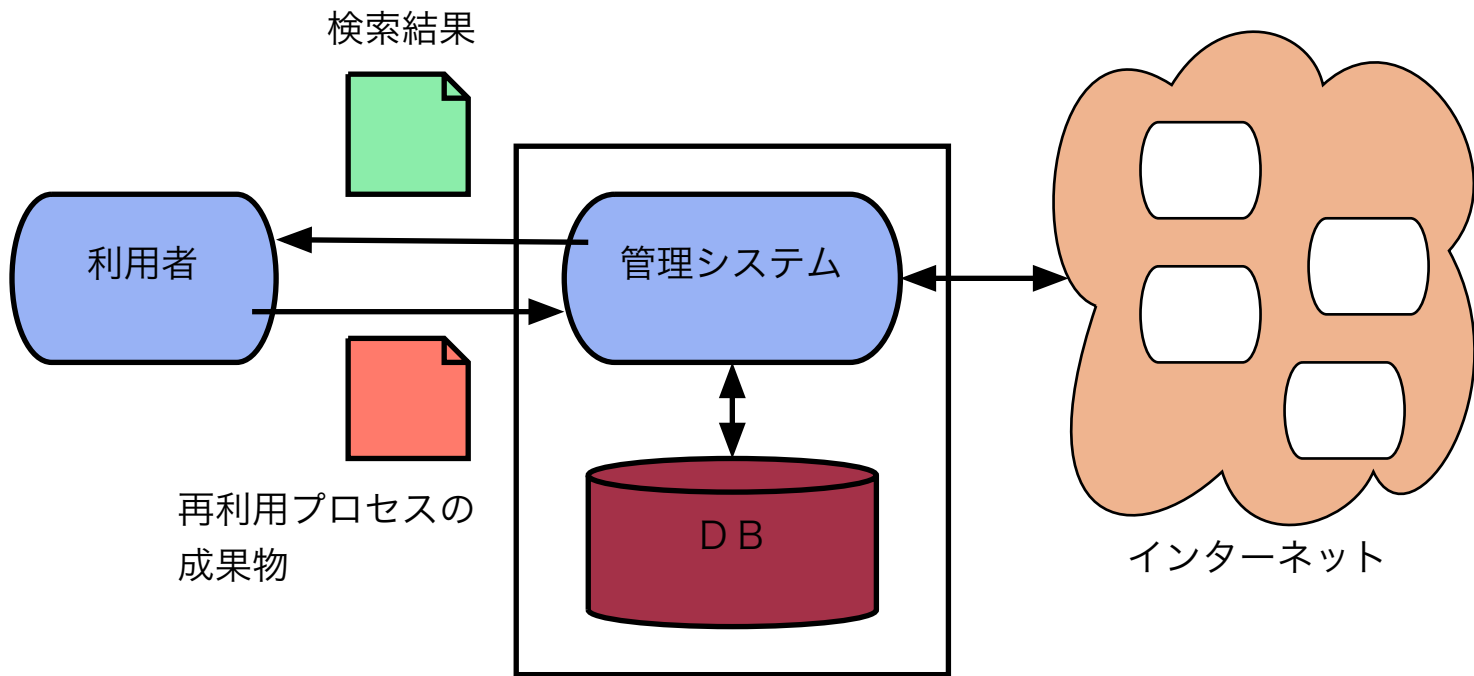 検索結果
利用者
管理システム
再利用プロセスの
成果物
ＤＢ
インターネット